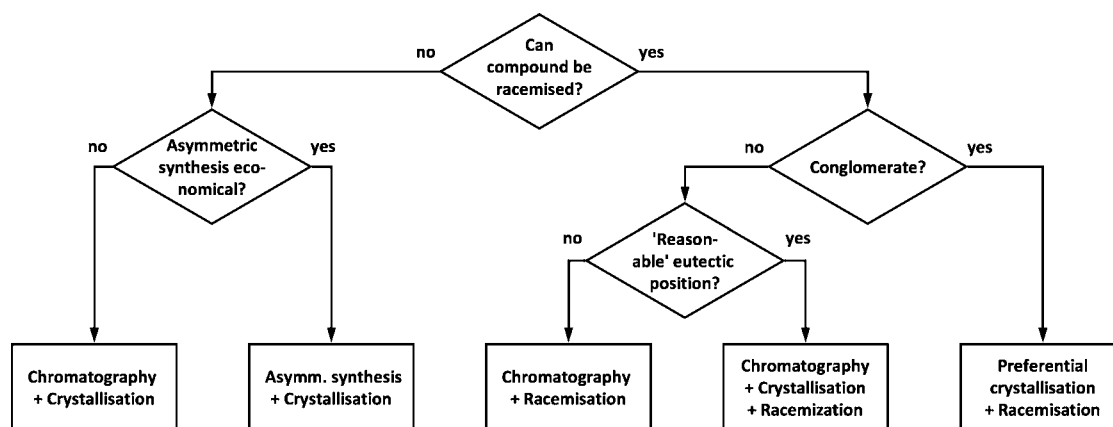 Can
compound be
racemised?
no
yes
Asymmetric
synthesis eco-
nomical?
no
yes
Conglomerate?
no
yes
'Reason-
able' eutectic
position?
no
yes
Chromatography
+ Crystallisation
Asymm. synthesis
+ Crystallisation
Chromatography
+ Racemisation
Chromatography
+ Crystallisation
+ Racemization
Preferential
crystallisation
+ Racemisation